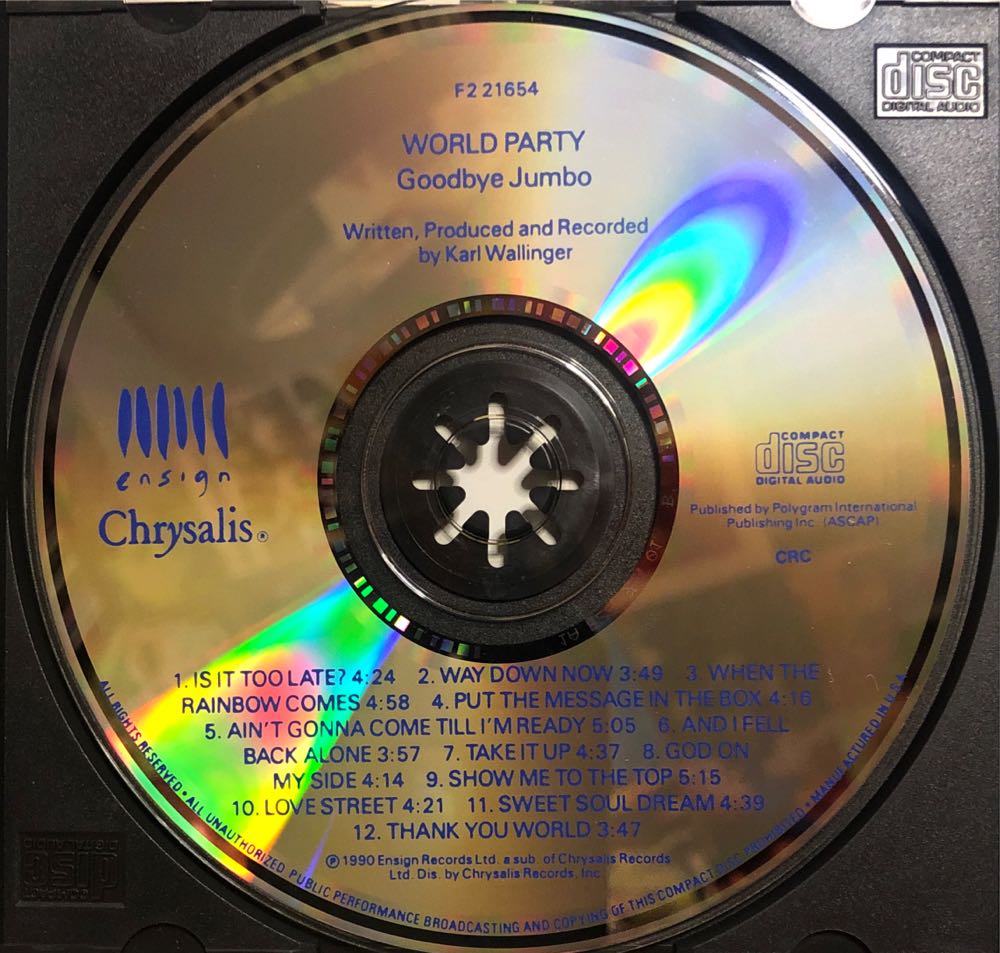 COMPACT
disc
DIGITAL AUDIO
F2 21654
WORLD PARTY
Goodbye Jumbo
Written, Produced and Recorded
by Karl Wallinger
ensign
Chrysalis®
COMPACT
disc
DIGITAL AUDIO
Published by Polygram International
Publishing Inc. (ASCAP)
CRC
1. IS IT TOO LATE? 4:24 2. WAY DOWN NOW 3:49 3. WHEN THE
RAINBOW COMES 4:58 4. PUT THE MESSAGE IN THE BOX 4:16
5. AIN'T GONNA COME TILL I'M READY 5:05 6. AND I FELL
BACK ALONE 3:57 7. TAKE IT UP 4:37 8. GOD ON
MY SIDE 4:14 9. SHOW ME TO THE TOP 5:15
10. LOVE STREET 4:21 11. SWEET SOUL DREAM 4:39
12. THANK YOU WORLD 3:47
℗ 1990 Ensign Records Ltd. a sub. of Chrysalis Records
Ltd. Dis. by Chrysalis Records, Inc.
ALL RIGHTS RESERVED • ALL UNAUTHORIZED PUBLIC PERFORMANCE BROADCASTING AND COPYING OF THIS COMPACT DISC PROHIBITED • MANUFACTURED IN U.S.A.
COMPACT
disc
DIGITAL AUDIO